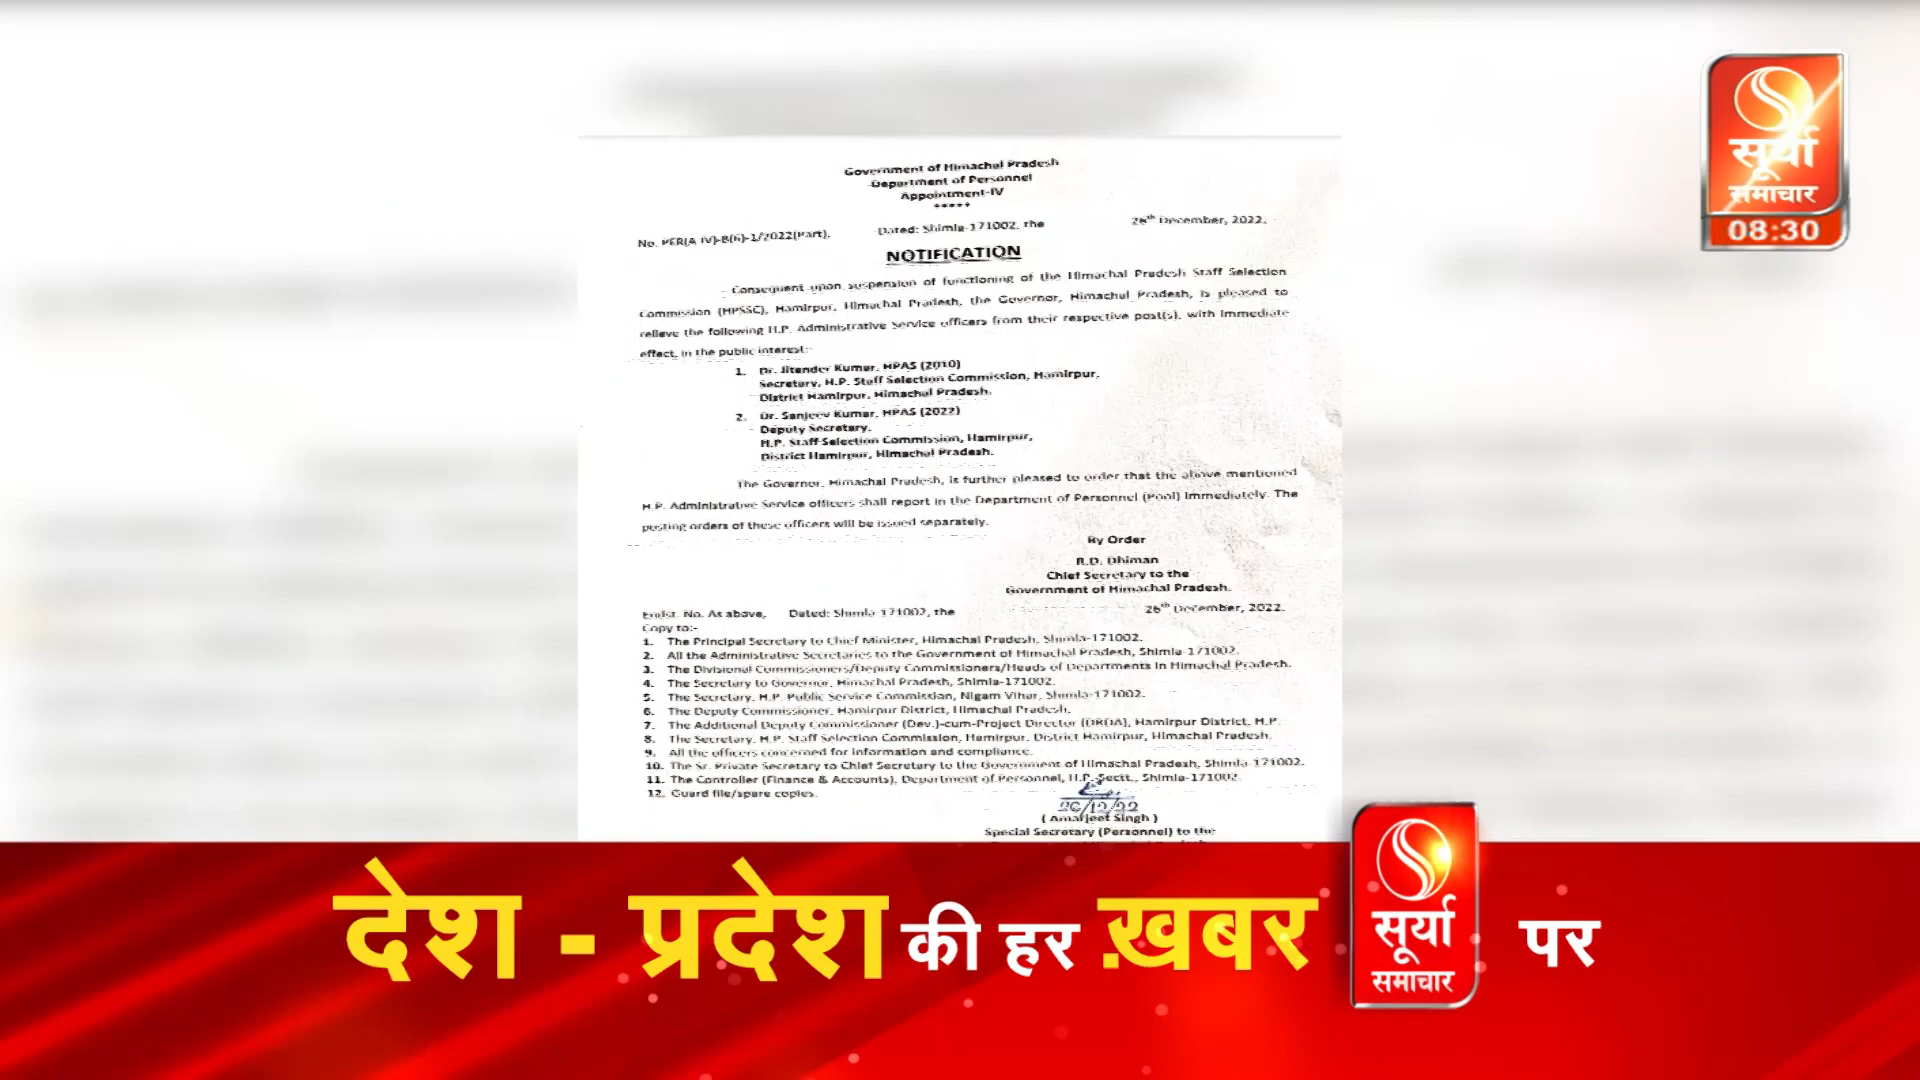 Government of Himachal Pradesh
Department of Personnel
Appointment-IV
*****
No. PER(A-IV)-B(6)-1/2022(Part), Dated: Shimla-171002, the 26th December, 2022.
NOTIFICATION
Consequent upon suspension of functioning of the Himachal Pradesh Staff Selection
Commission (HPSSC), Hamirpur, Himachal Pradesh, the Governor, Himachal Pradesh, is pleased to
relieve the following H.P. Administrative Service officers from their respective post(s), with immediate
effect, in the public interest:-
1. Dr. Jitender Kumar, HPAS (2010)
Secretary, H.P. Staff Selection Commission, Hamirpur,
District Hamirpur, Himachal Pradesh.
2. Dr. Sanjeev Kumar, HPAS (2022)
Deputy Secretary,
H.P. Staff Selection Commission, Hamirpur,
District Hamirpur, Himachal Pradesh.
The Governor, Himachal Pradesh, is further pleased to order that the above mentioned
H.P. Administrative Service officers shall report in the Department of Personnel (Pool) immediately. The
posting orders of these officers will be issued separately.
By Order
R.D. Dhiman
Chief Secretary to the
Government of Himachal Pradesh.
Endst. No. As above, Dated: Shimla-171002, the 26th December, 2022.
Copy to:-
1. The Principal Secretary to Chief Minister, Himachal Pradesh, Shimla-171002.
2. All the Administrative Secretaries to the Government of Himachal Pradesh, Shimla-171002.
3. The Divisional Commissioners/Deputy Commissioners/Heads of Departments in Himachal Pradesh.
4. The Secretary to Governor, Himachal Pradesh, Shimla-171002.
5. The Secretary, H.P. Public Service Commission, Nigam Vihar, Shimla-171002.
6. The Deputy Commissioner, Hamirpur District, Himachal Pradesh.
7. The Additional Deputy Commissioner (Dev.)-cum-Project Director (DRDA), Hamirpur District, H.P.
8. The Secretary, H.P. Staff Selection Commission, Hamirpur, District Hamirpur, Himachal Pradesh.
9. All the officers concerned for information and compliance.
10. The Sr. Private Secretary to Chief Secretary to the Government of Himachal Pradesh, Shimla-171002.
11. The Controller (Finance & Accounts), Department of Personnel, H.P. Sectt., Shimla-171002.
12. Guard file/spare copies.
26/12/22
( Amarjeet Singh )
Special Secretary (Personnel) to the
सूर्या
समाचार
08:30
देश - प्रदेश की हर ख़बर सूर्या समाचार पर